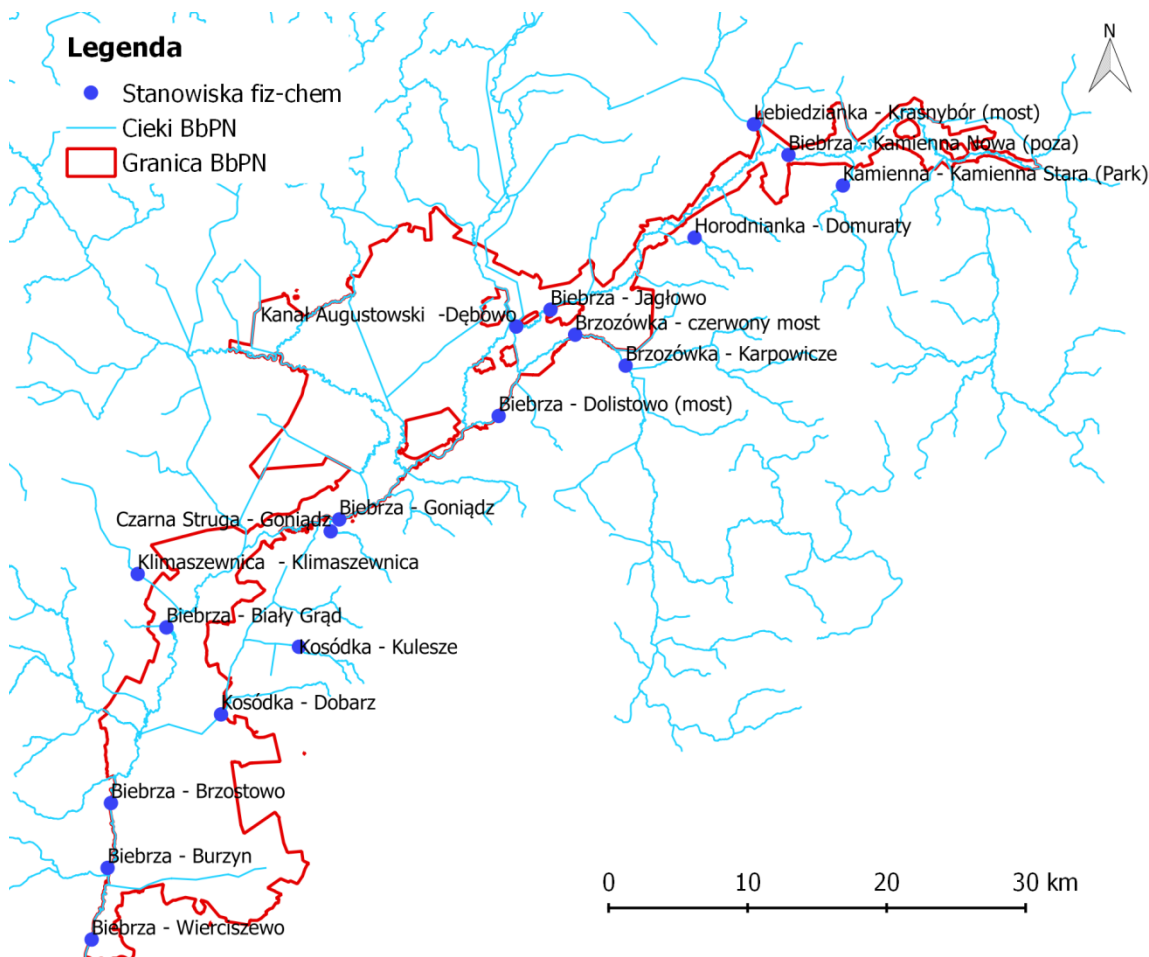 Legenda
Stanowiska fiz-chem
Cieki BbPN
Granica BbPN
N
Lebiedzianka - Krasnybór (most)
Biebrza - Kamienna Nowa (poza)
Kamienna - Kamienna Stara (Park)
Horodnianka - Domuraty
Biebrza - Jagłowo
Kanał Augustowski -Dębowo
Brzozówka - czerwony most
Brzozówka - Karpowicze
Biebrza - Dolistowo (most)
Biebrza - Goniądz
Czarna Struga - Goniądz
Klimaszewnica - Klimaszewnica
Biebrza - Biały Grąd
Kosódka - Kulesze
Kosódka - Dobarz
Biebrza - Brzostowo
Biebrza - Burzyn
Biebrza - Wierciszewo
0 10 20 30 km